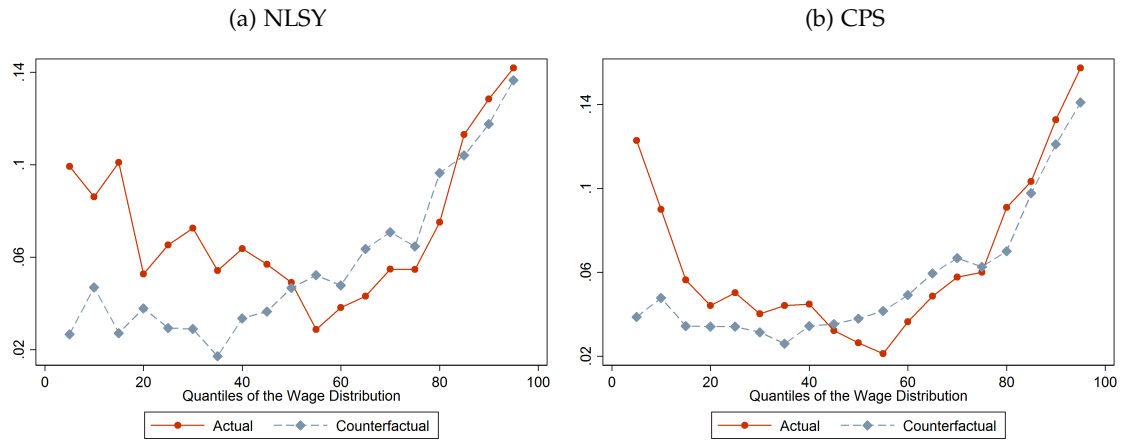 (a) NLSY
.14
.1
.06
.02
0 20 40 60 80 100
Quantiles of the Wage Distribution
Actual Counterfactual
(b) CPS
.14
.1
.06
.02
0 20 40 60 80 100
Quantiles of the Wage Distribution
Actual Counterfactual